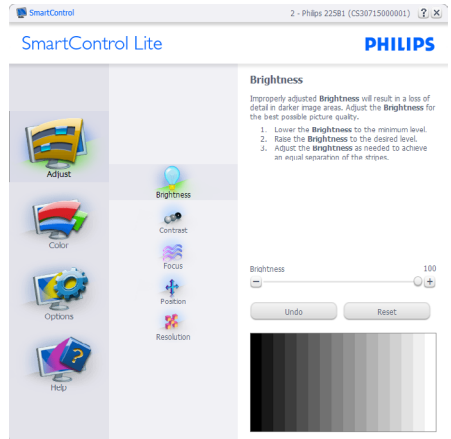 SmartControl
2 - Philips 225B1 (CS30715000001)
?
SmartControl Lite
PHILIPS
Adjust
Color
Options
Help
Brightness
Contrast
Focus
Position
Resolution
Brightness
Improperly adjusted Brightness will result in a loss of
detail in darker image areas. Adjust the Brightness for
the best possible picture quality.
1. Lower the Brightness to the minimum level.
2. Raise the Brightness to the desired level.
3. Adjust the Brightness as needed to achieve
an equal separation of the stripes.
Brightness 100
Undo
Reset